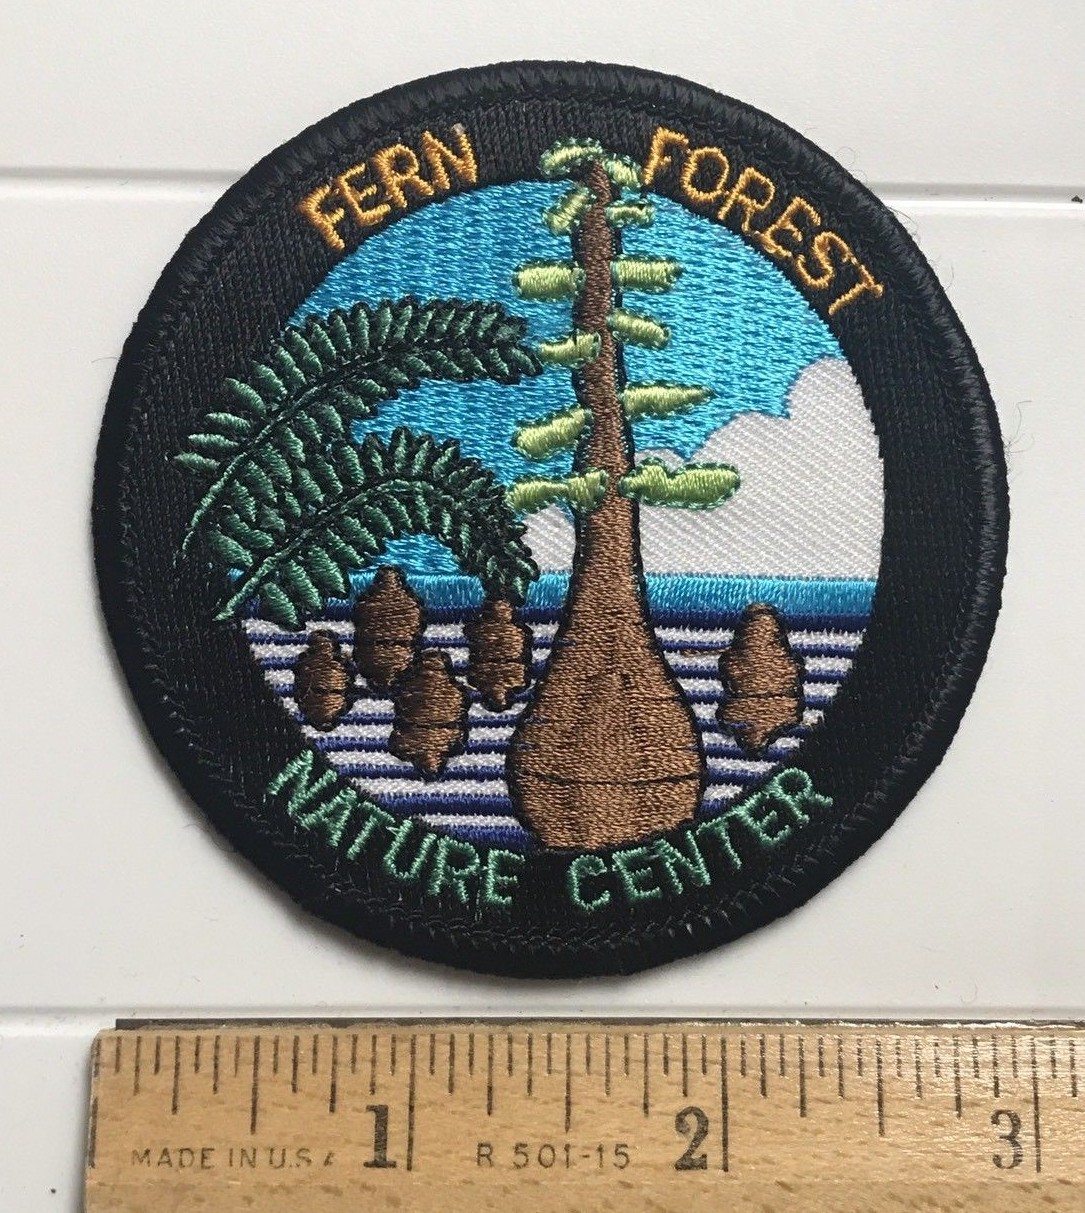 FERN FOREST
NATURE CENTER
1 2 3
MADE IN U.S.A R 501-15